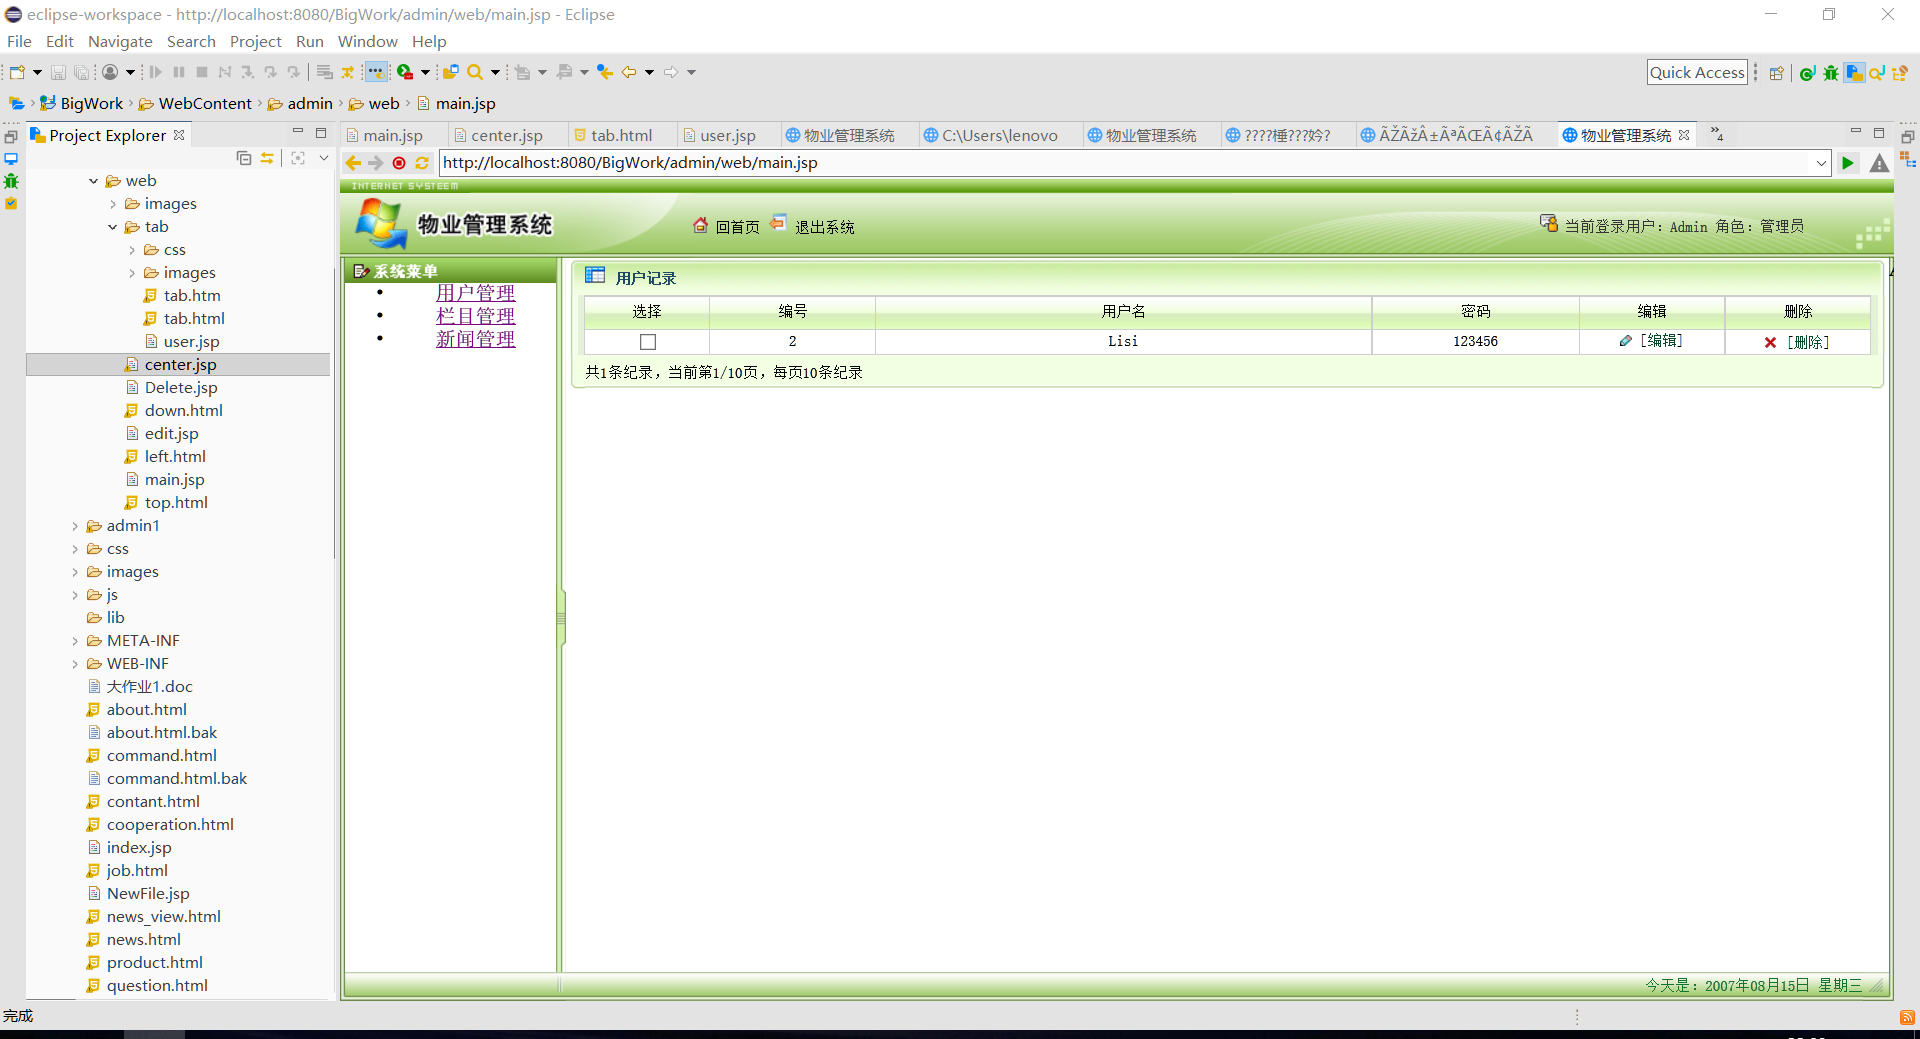 eclipse-workspace - http://localhost:8080/BigWork/admin/web/main.jsp - Eclipse
File Edit Navigate Search Project Run Window Help
Quick Access
BigWork WebContent admin web main.jsp
Project Explorer
main.jsp center.jsp tab.html user.jsp 物业管理系统 C:\Users\lenovo 物业管理系统 ????棰???妗? ÃŽÃžÂ±ÃªÃŒÃ¢ÃŽÃ 物业管理系统 »4
http://localhost:8080/BigWork/admin/web/main.jsp
web
images
tab
css
images
tab.htm
tab.html
user.jsp
center.jsp
Delete.jsp
down.html
edit.jsp
left.html
main.jsp
top.html
admin1
css
images
js
lib
META-INF
WEB-INF
大作业1.doc
about.html
about.html.bak
command.html
command.html.bak
contant.html
cooperation.html
index.jsp
job.html
NewFile.jsp
news_view.html
news.html
product.html
question.html
INTERNET SYSTEEM
物业管理系统
回首页 退出系统
当前登录用户：Admin 角色：管理员
系统菜单
用户管理
栏目管理
新闻管理
用户记录
选择 编号 用户名 密码 编辑 删除
2 Lisi 123456 [编辑] [删除]
共1条纪录，当前第1/10页，每页10条纪录
今天是：2007年08月15日 星期三
完成